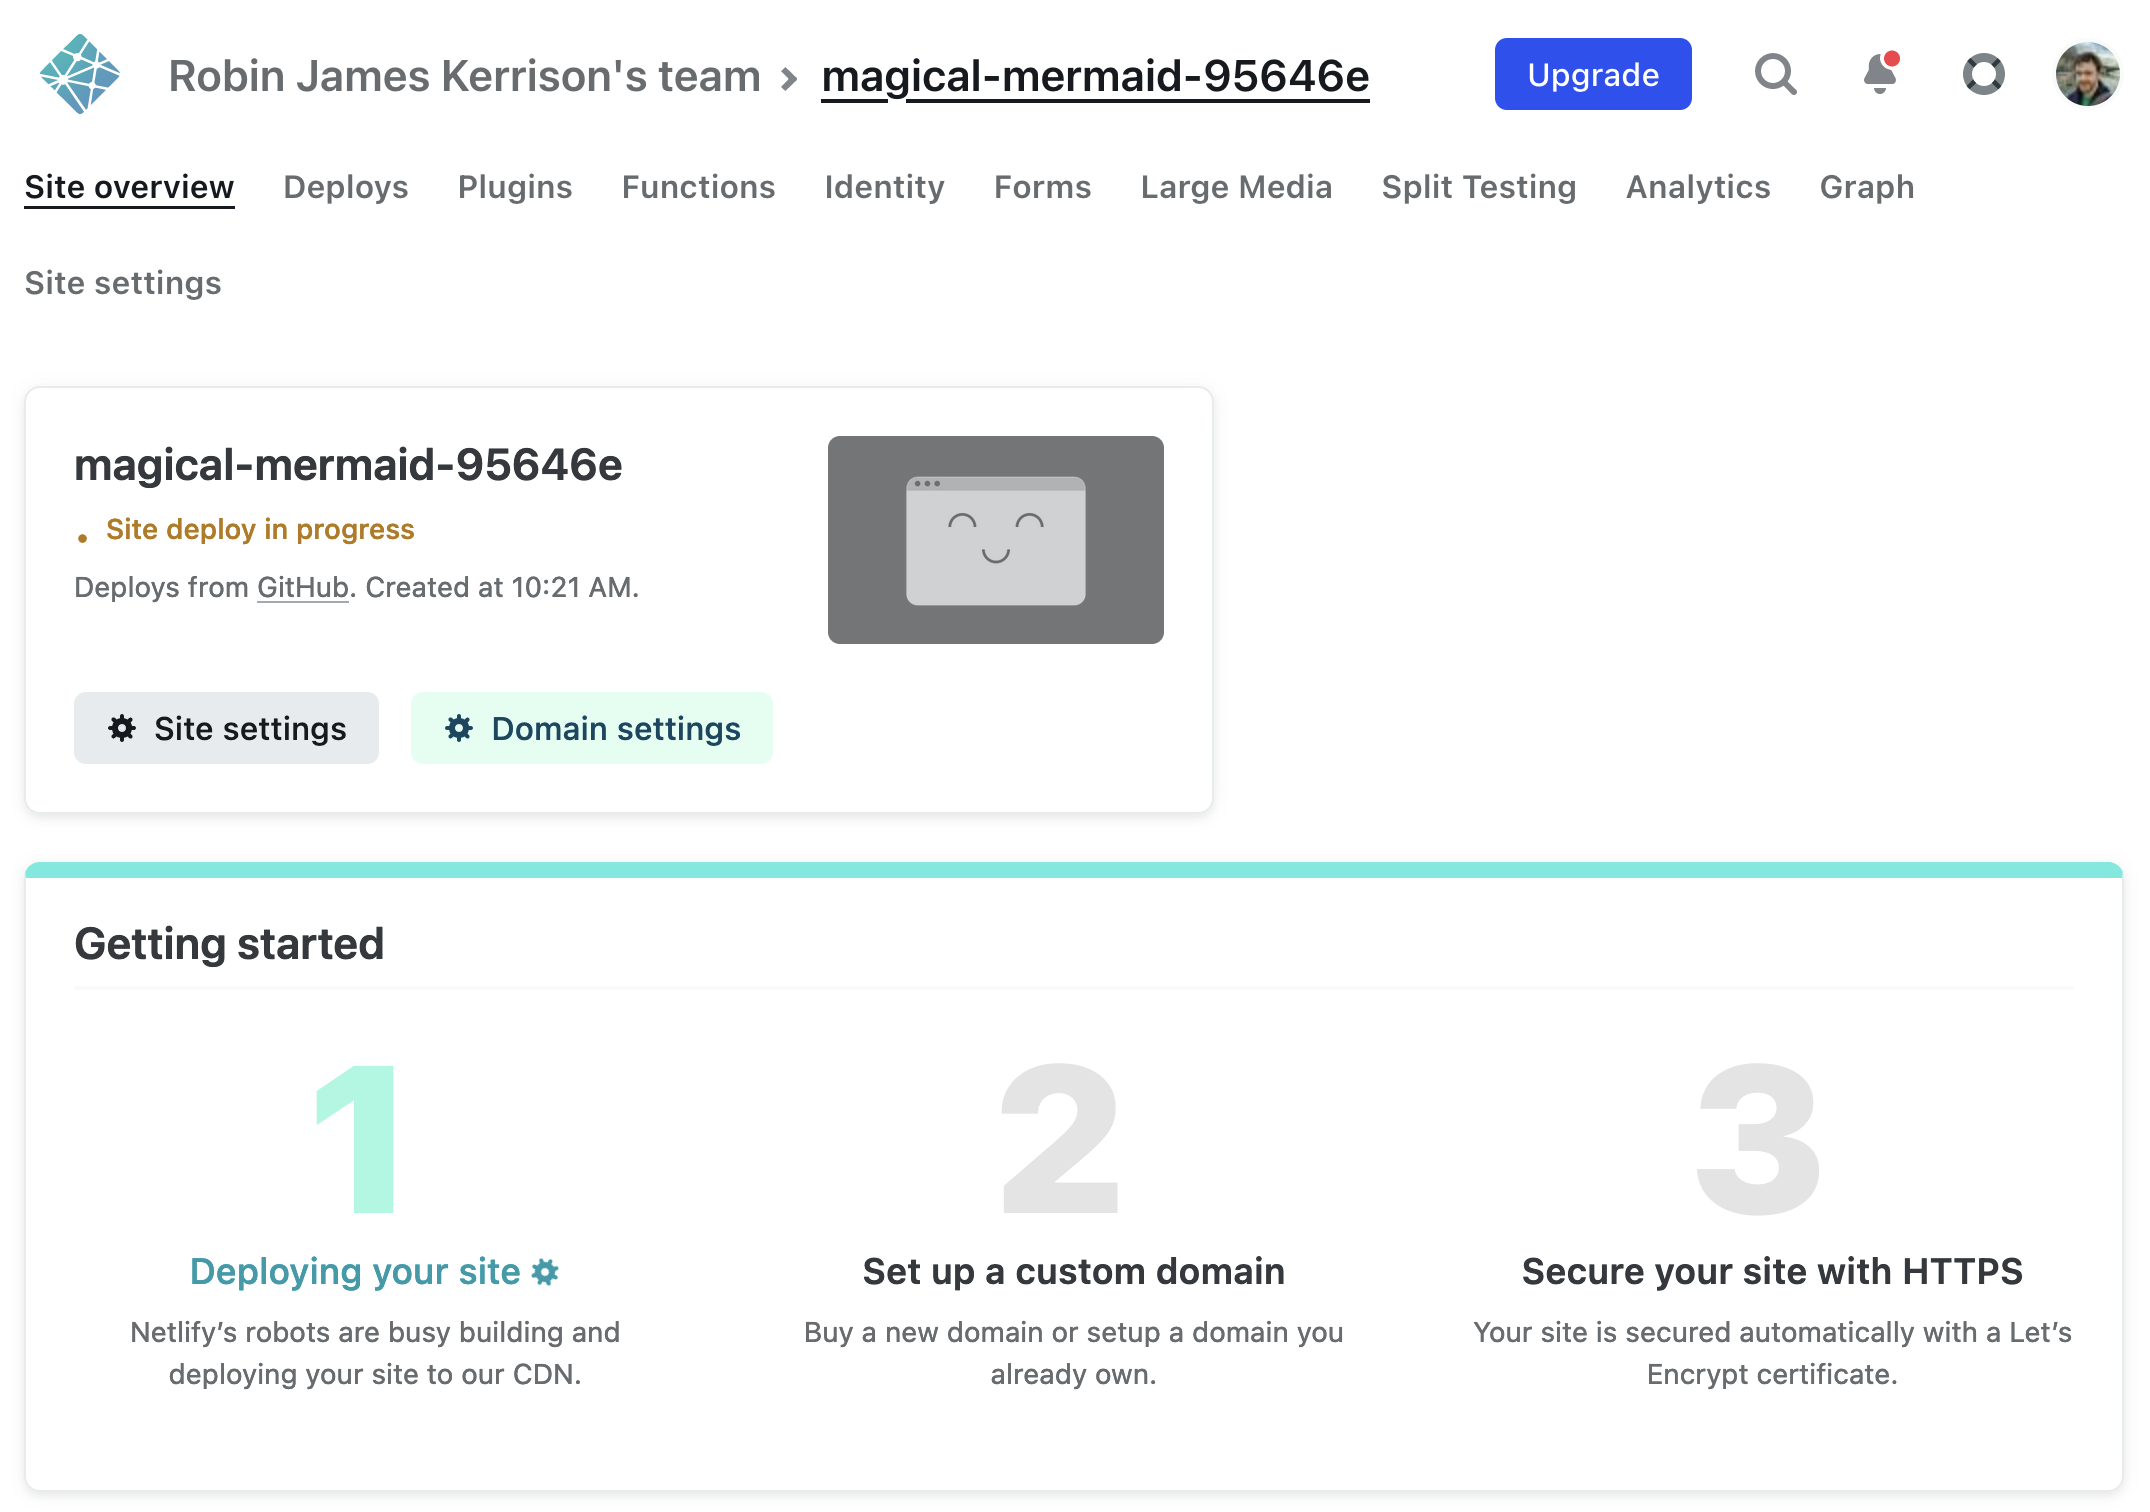 Robin James Kerrison's team > magical-mermaid-95646e Upgrade
Site overview Deploys Plugins Functions Identity Forms Large Media Split Testing Analytics Graph
Site settings
magical-mermaid-95646e
Site deploy in progress
Deploys from GitHub. Created at 10:21 AM.
Site settings Domain settings
Getting started
1 2 3
Deploying your site Set up a custom domain Secure your site with HTTPS
Netlify’s robots are busy building and Buy a new domain or setup a domain you Your site is secured automatically with a Let’s
deploying your site to our CDN. already own. Encrypt certificate.